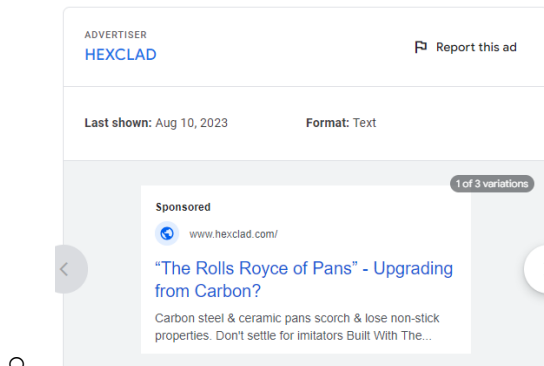 ADVERTISER
HEXCLAD
Report this ad
Last shown: Aug 10, 2023
Format: Text
1 of 3 variations
Sponsored
www.hexclad.com/
“The Rolls Royce of Pans” - Upgrading
from Carbon?
Carbon steel & ceramic pans scorch & lose non-stick
properties. Don't settle for imitators Built With The...